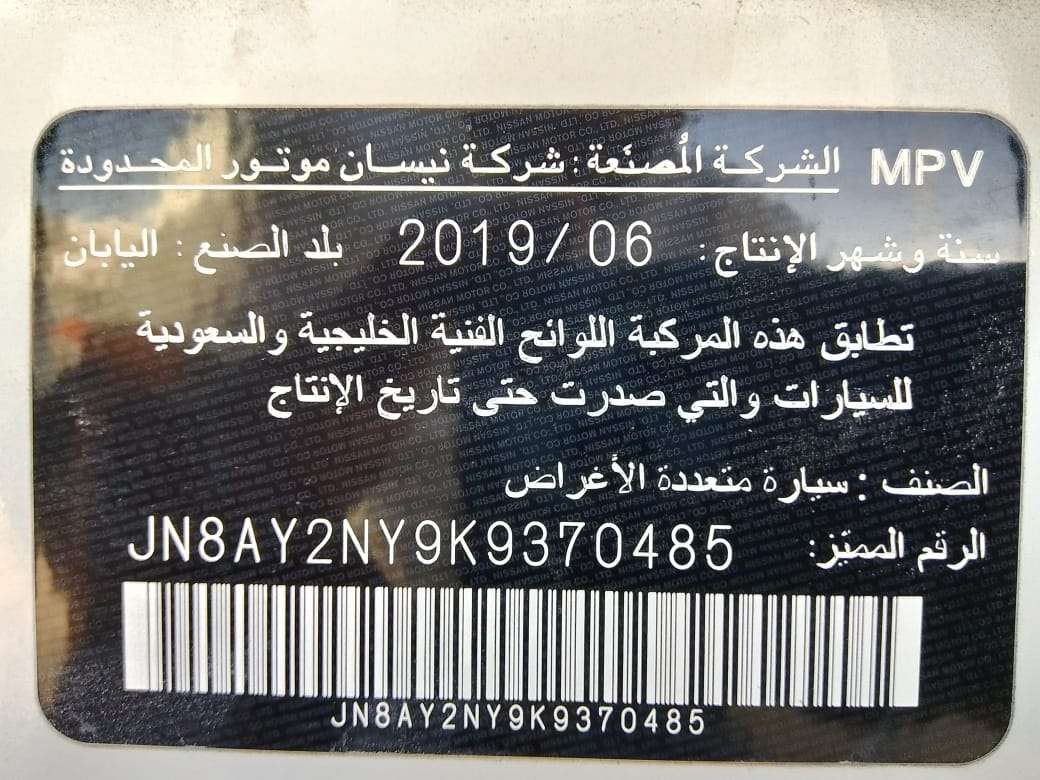 MPV الشركة المُصنّعة : شركة نيسان موتور المحدودة
سنة وشهر الإنتاج : 2019/06 بلد الصنع : اليابان
تطابق هذه المركبة اللوائح الفنية الخليجية والسعودية
للسيارات والتي صدرت حتى تاريخ الإنتاج
الصنف : سيارة متعددة الأغراض
الرقم المميّز: JN8AY2NY9K9370485
JN8AY2NY9K9370485